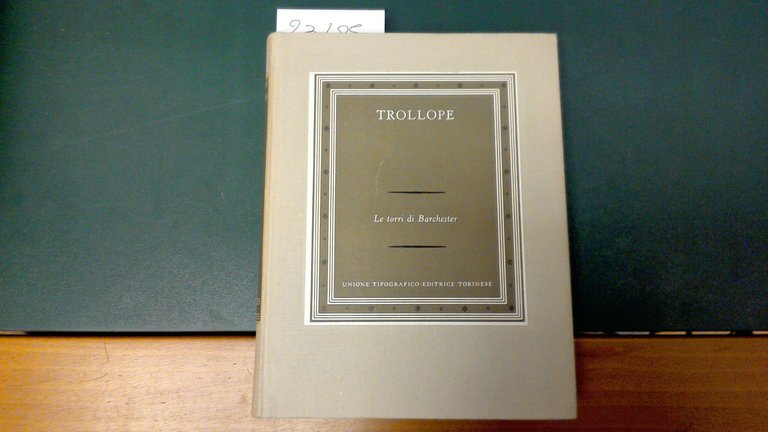 TROLLOPE
Le torri di Barchester
UNIONE TIPOGRAFICO-EDITRICE TORINESE